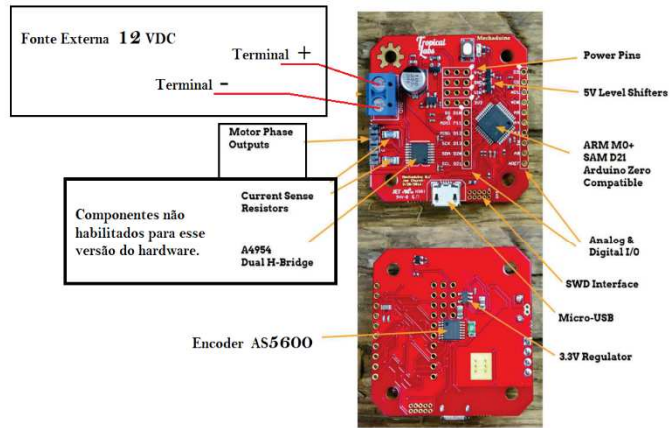 Fonte Externa 12 VDC
Terminal +
Terminal -
Tropical
Labs
Mechaduino
Power Pins
5V Level Shifters
Motor Phase
Outputs
ARM M0+
SAM D21
Arduino Zero
Compatible
Componentes não
habilitados para esse
versão do hardware.
Current Sense
Resistors
A4954
Dual H-Bridge
Analog &
Digital I/0
SWD Interface
Micro-USB
Encoder AS5600
3.3V Regulator